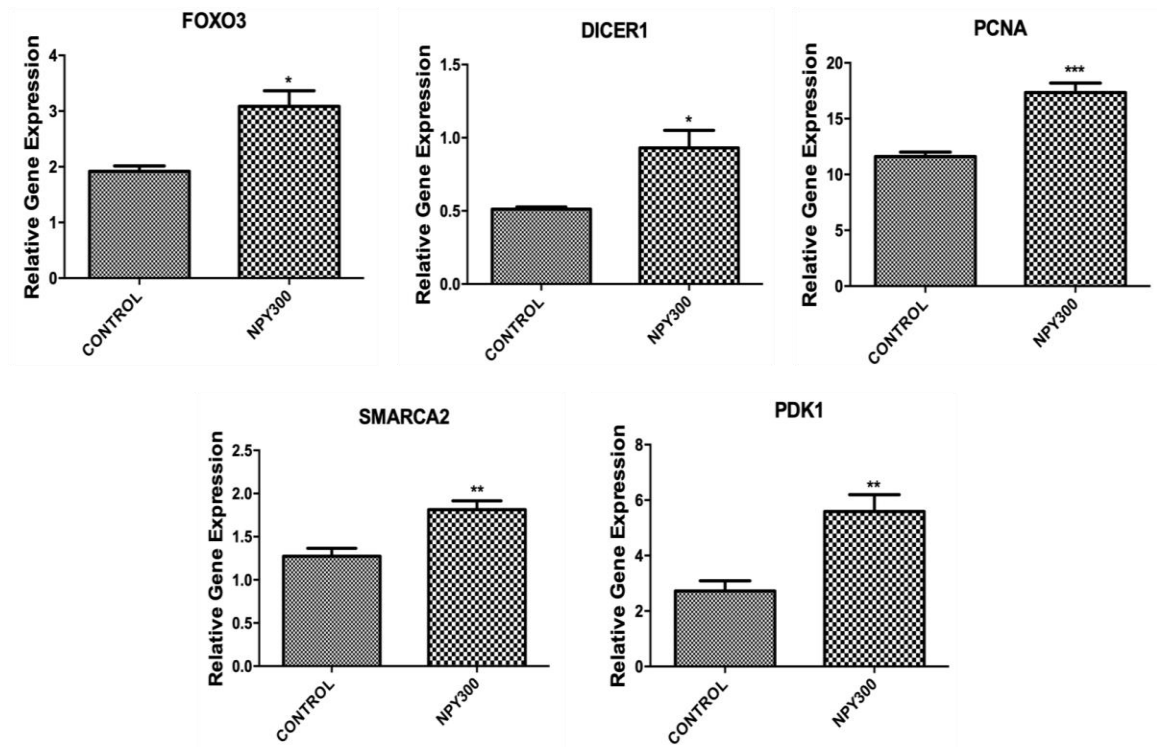 FOXO3
Relative Gene Expression
4
3
2
1
0
*
CONTROL
NPY300
DICER1
Relative Gene Expression
1.5
1.0
0.5
0.0
*
CONTROL
NPY300
PCNA
Relative Gene Expression
20
15
10
5
0
***
CONTROL
NPY300
SMARCA2
Relative Gene Expression
2.5
2.0
1.5
1.0
0.5
0.0
**
CONTROL
NPY300
PDK1
Relative Gene Expression
8
6
4
2
0
**
CONTROL
NPY300